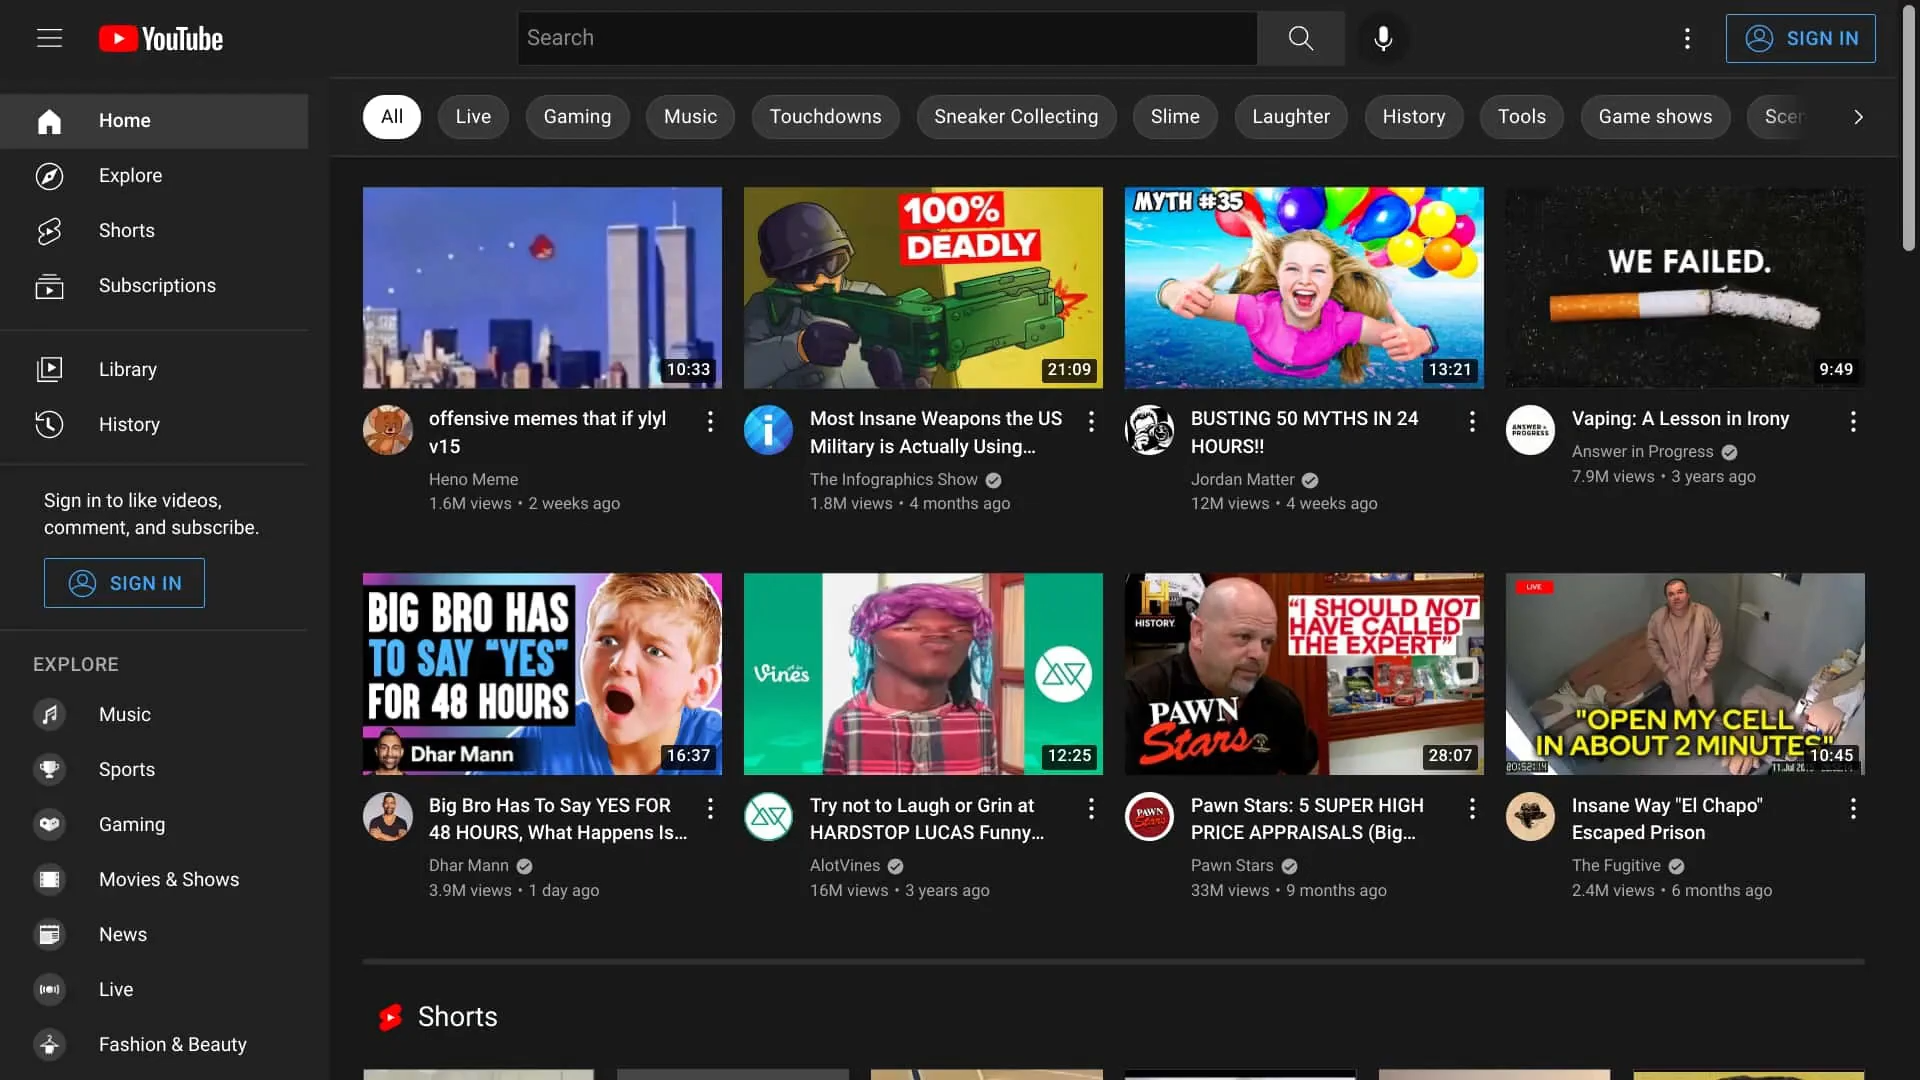 YouTube
Search
SIGN IN
Home
Explore
Shorts
Subscriptions
Library
History
Sign in to like videos,
comment, and subscribe.
SIGN IN
EXPLORE
Music
Sports
Gaming
Movies & Shows
News
Live
Fashion & Beauty
All
Live
Gaming
Music
Touchdowns
Sneaker Collecting
Slime
Laughter
History
Tools
Game shows
10:33
offensive memes that if ylyl
v15
Heno Meme
1.6M views • 2 weeks ago
100%
DEADLY
21:09
Most Insane Weapons the US
Military is Actually Using...
The Infographics Show
1.8M views • 4 months ago
MYTH #35
13:21
BUSTING 50 MYTHS IN 24
HOURS!!
Jordan Matter
12M views • 4 weeks ago
WE FAILED.
9:49
ANSWER IN
PROGRESS
Vaping: A Lesson in Irony
Answer in Progress
7.9M views • 3 years ago
BIG BRO HAS
TO SAY "YES"
FOR 48 HOURS
Dhar Mann
16:37
Big Bro Has To Say YES FOR
48 HOURS, What Happens Is...
Dhar Mann
3.9M views • 1 day ago
Vines
12:25
Try not to Laugh or Grin at
HARDSTOP LUCAS Funny...
AlotVines
16M views • 3 years ago
H
HISTORY
"I SHOULD NOT
HAVE CALLED
THE EXPERT"
PAWN
Stars
28:07
PAWN
Stars
Pawn Stars: 5 SUPER HIGH
PRICE APPRAISALS (Big...
Pawn Stars
33M views • 9 months ago
LIVE
"OPEN MY CELL
IN ABOUT 2 MINUTES"
20:52:14
10:45
Insane Way "El Chapo"
Escaped Prison
The Fugitive
2.4M views • 6 months ago
Shorts